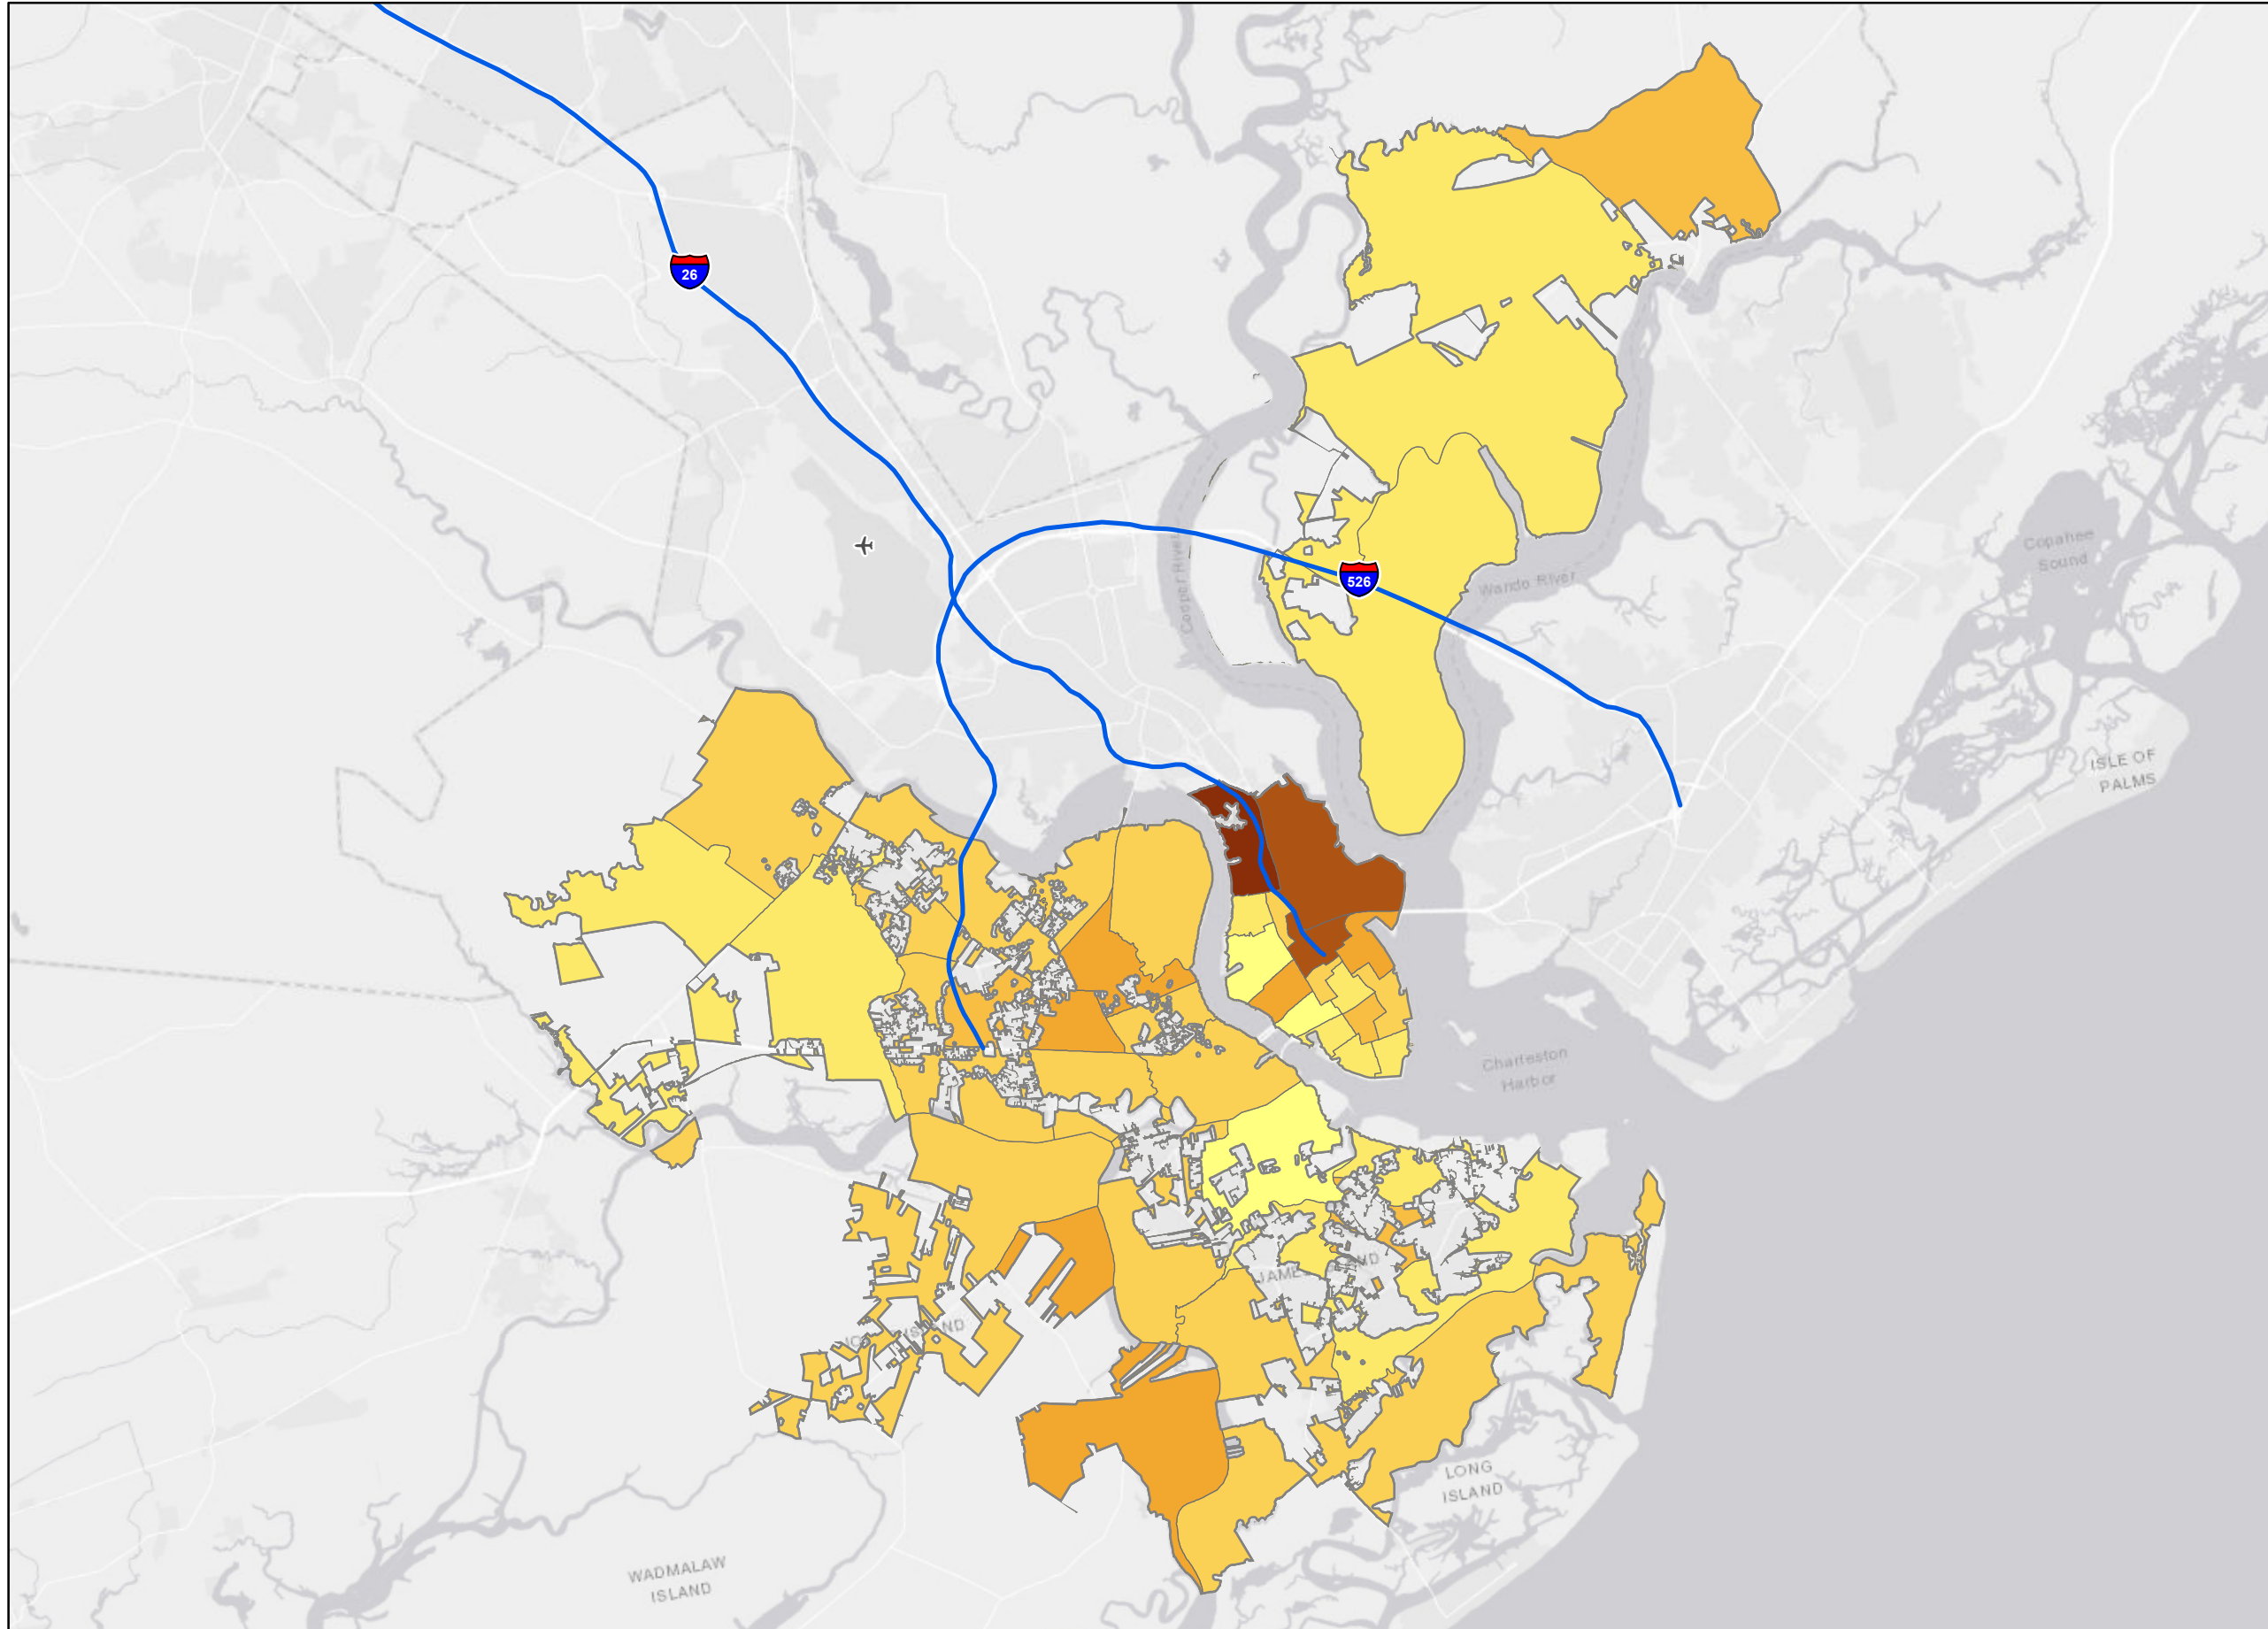 26
526
Cooper River
Wando River
Copahee
Sound
ISLE OF
PALMS
Charleston
Harbor
LONG
ISLAND
WADMALAW
ISLAND